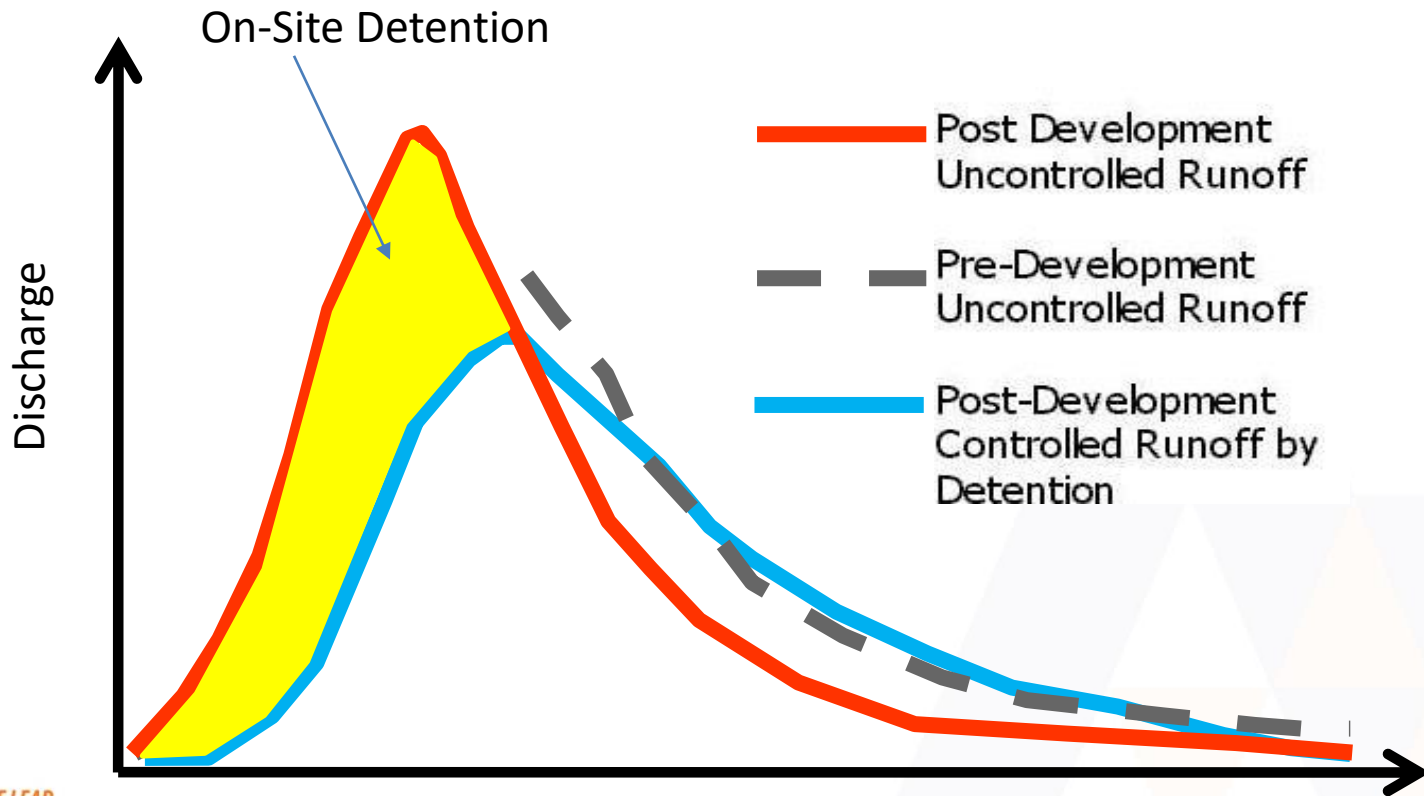 On-Site Detention
Discharge
Post Development
Uncontrolled Runoff
Pre-Development
Uncontrolled Runoff
Post-Development
Controlled Runoff by
Detention